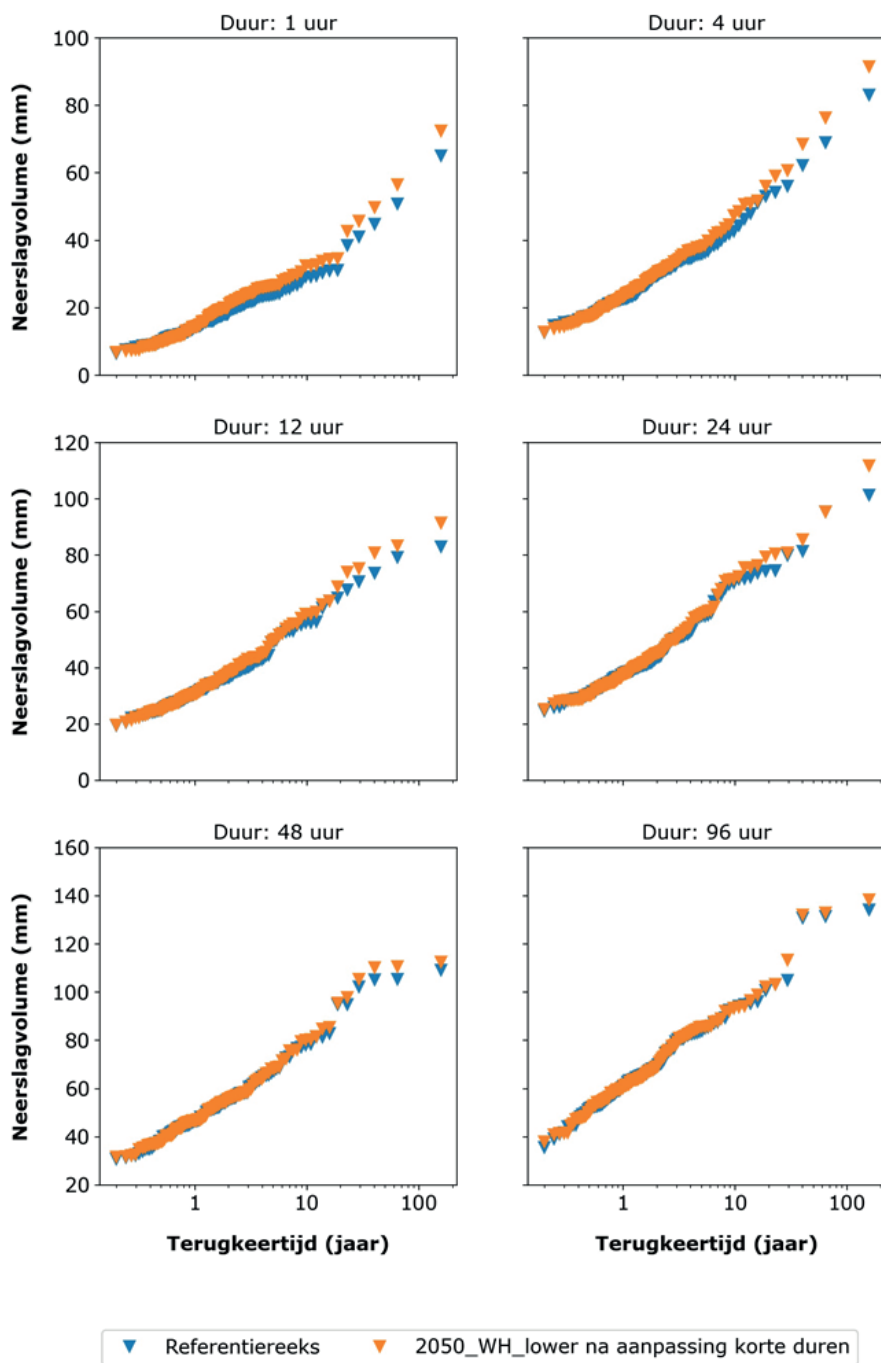 Duur: 1 uur
Duur: 4 uur
Neerslagvolume (mm)
100
80
60
40
20
0
Duur: 12 uur
Duur: 24 uur
Neerslagvolume (mm)
120
100
80
60
40
20
0
Duur: 48 uur
Duur: 96 uur
Neerslagvolume (mm)
160
140
120
100
80
60
40
20
1 10 100
1 10 100
Terugkeertijd (jaar)
Terugkeertijd (jaar)
Referentiereeks
2050_WH_lower na aanpassing korte duren